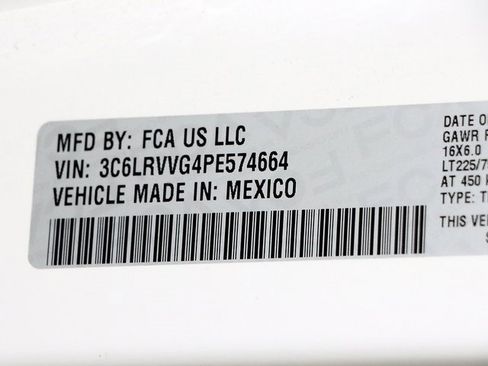 MFD BY: FCA US LLC
VIN: 3C6LRVVG4PE574664
VEHICLE MADE IN: MEXICO
DATE O
GAWR
16X6.0
LT225/7
AT 450
TYPE: T
THIS VE